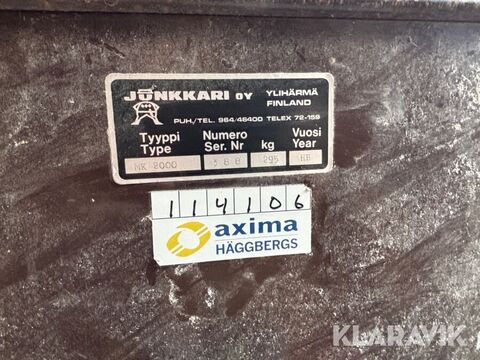 JUNKKARI OY YLIHÄRMÄ
FINLAND
PUH./TEL. 964/46400 TELEX 72-159
Tyyppi Numero kg Vuosi
Type Ser. Nr Year
MK 2000 388 295
114106
axima
HÄGGBERGS
KLARAVIK